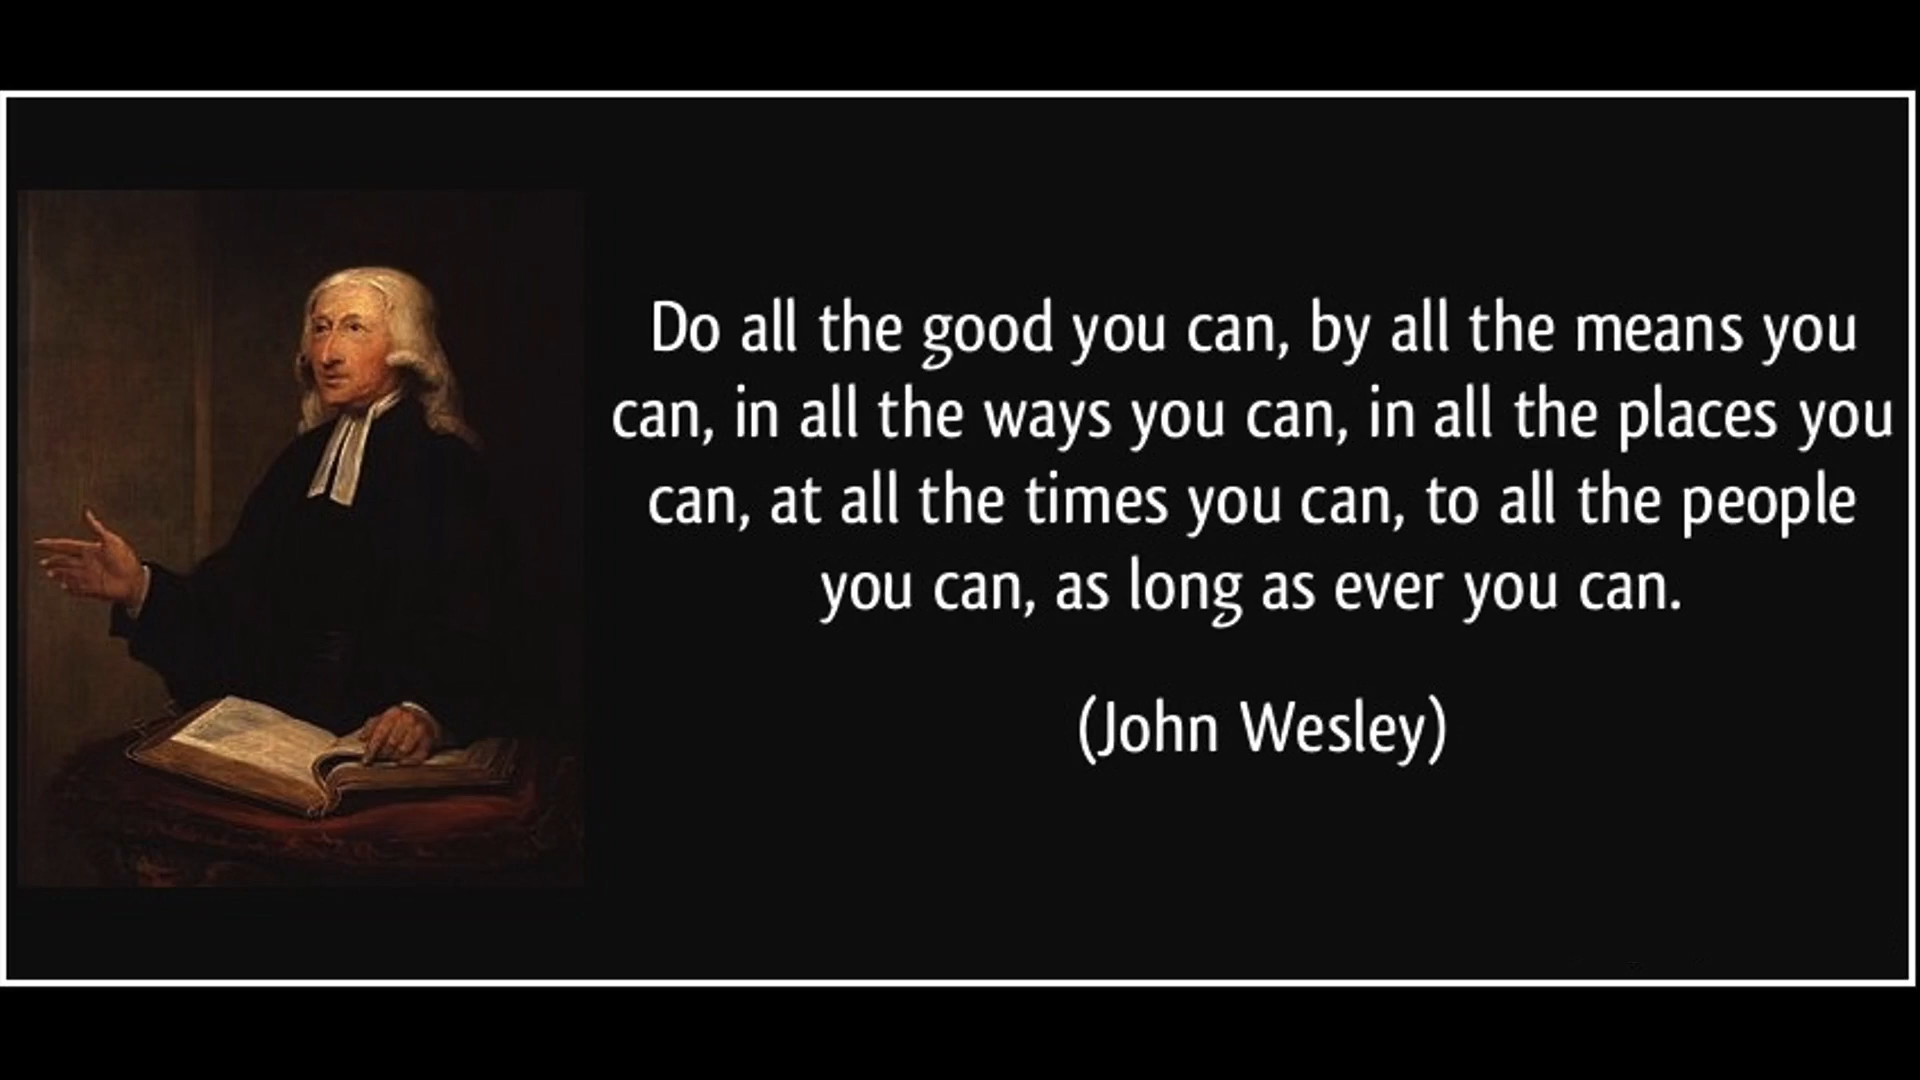 Do all the good you can, by all the means you
can, in all the ways you can, in all the places you
can, at all the times you can, to all the people
you can, as long as ever you can.
(John Wesley)